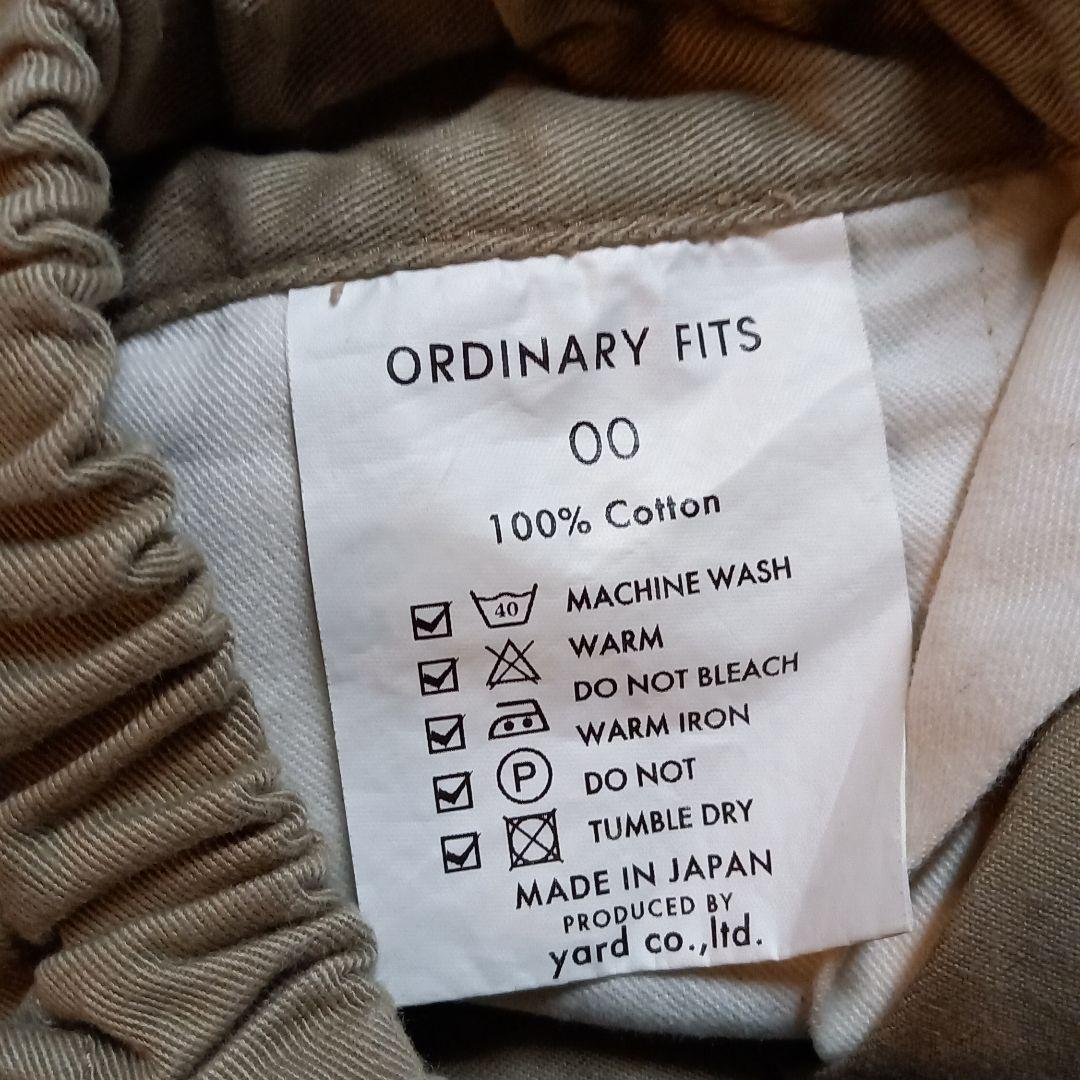 ORDINARY FITS
00
100% Cotton
40 MACHINE WASH
WARM
DO NOT BLEACH
WARM IRON
P DO NOT
TUMBLE DRY
MADE IN JAPAN
PRODUCED BY
yard co.,ltd.